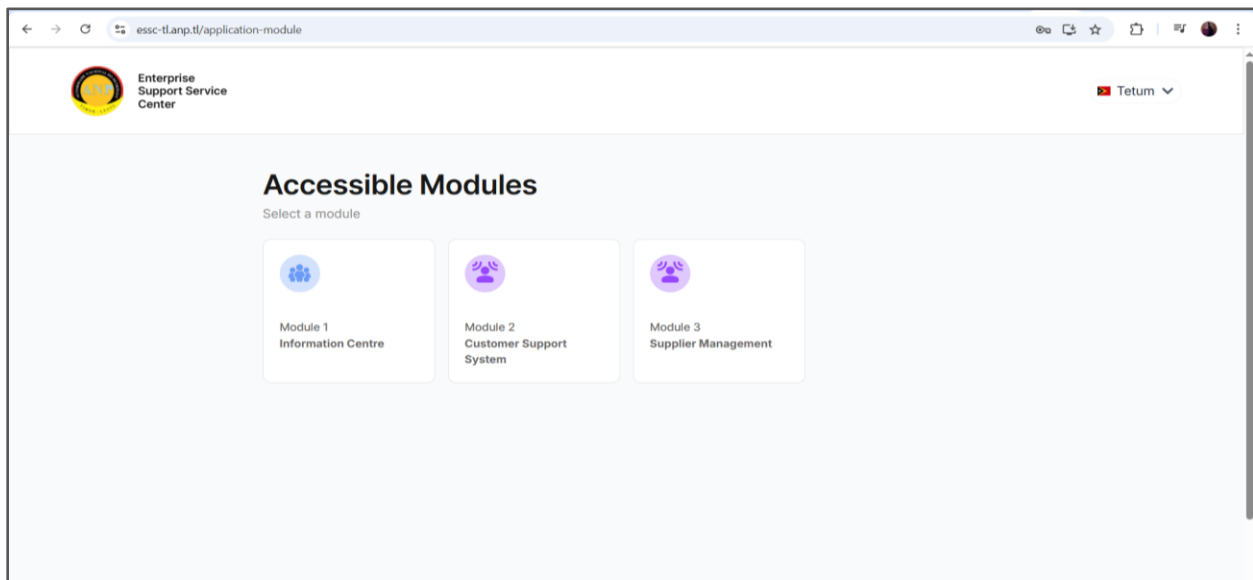 essc-tl.anp.tl/application-module
ANP
Enterprise
Support Service
Center
Tetum
Accessible Modules
Select a module
Module 1
Information Centre
Module 2
Customer Support
System
Module 3
Supplier Management